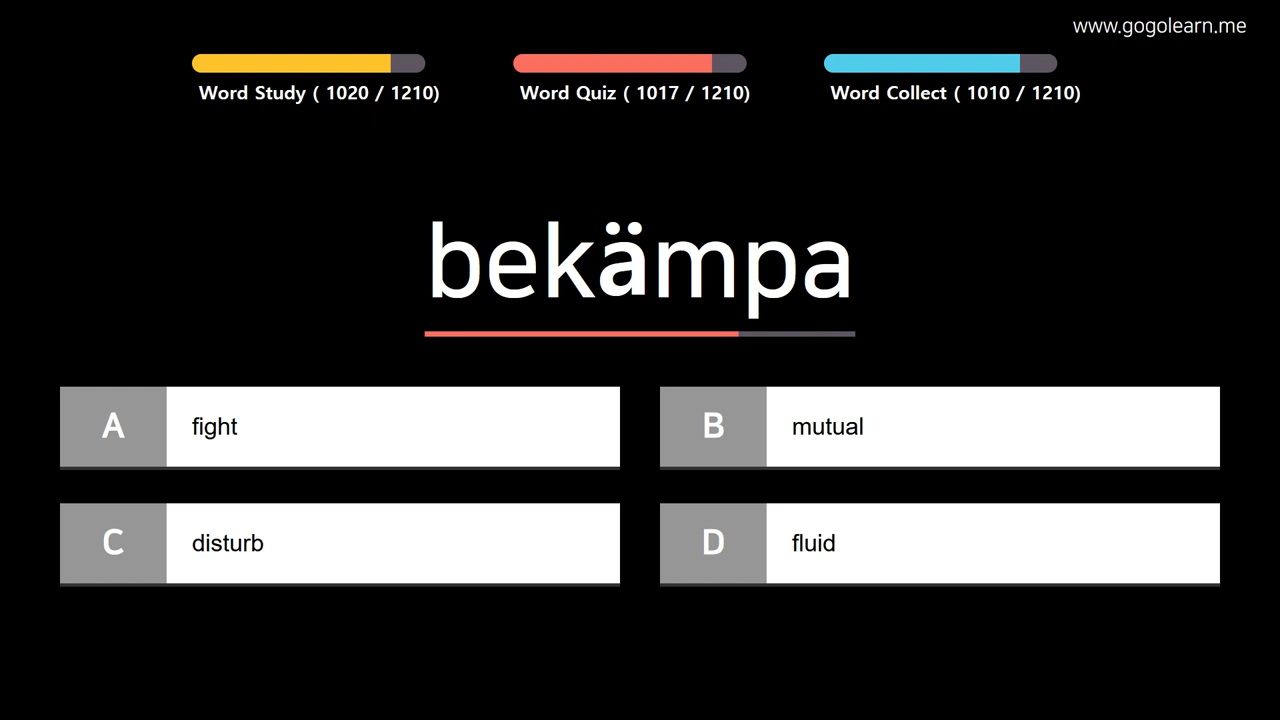 www.gogolearn.me
Word Study ( 1020 / 1210)
Word Quiz ( 1017 / 1210)
Word Collect ( 1010 / 1210)
bekämpa
A fight
B mutual
C disturb
D fluid